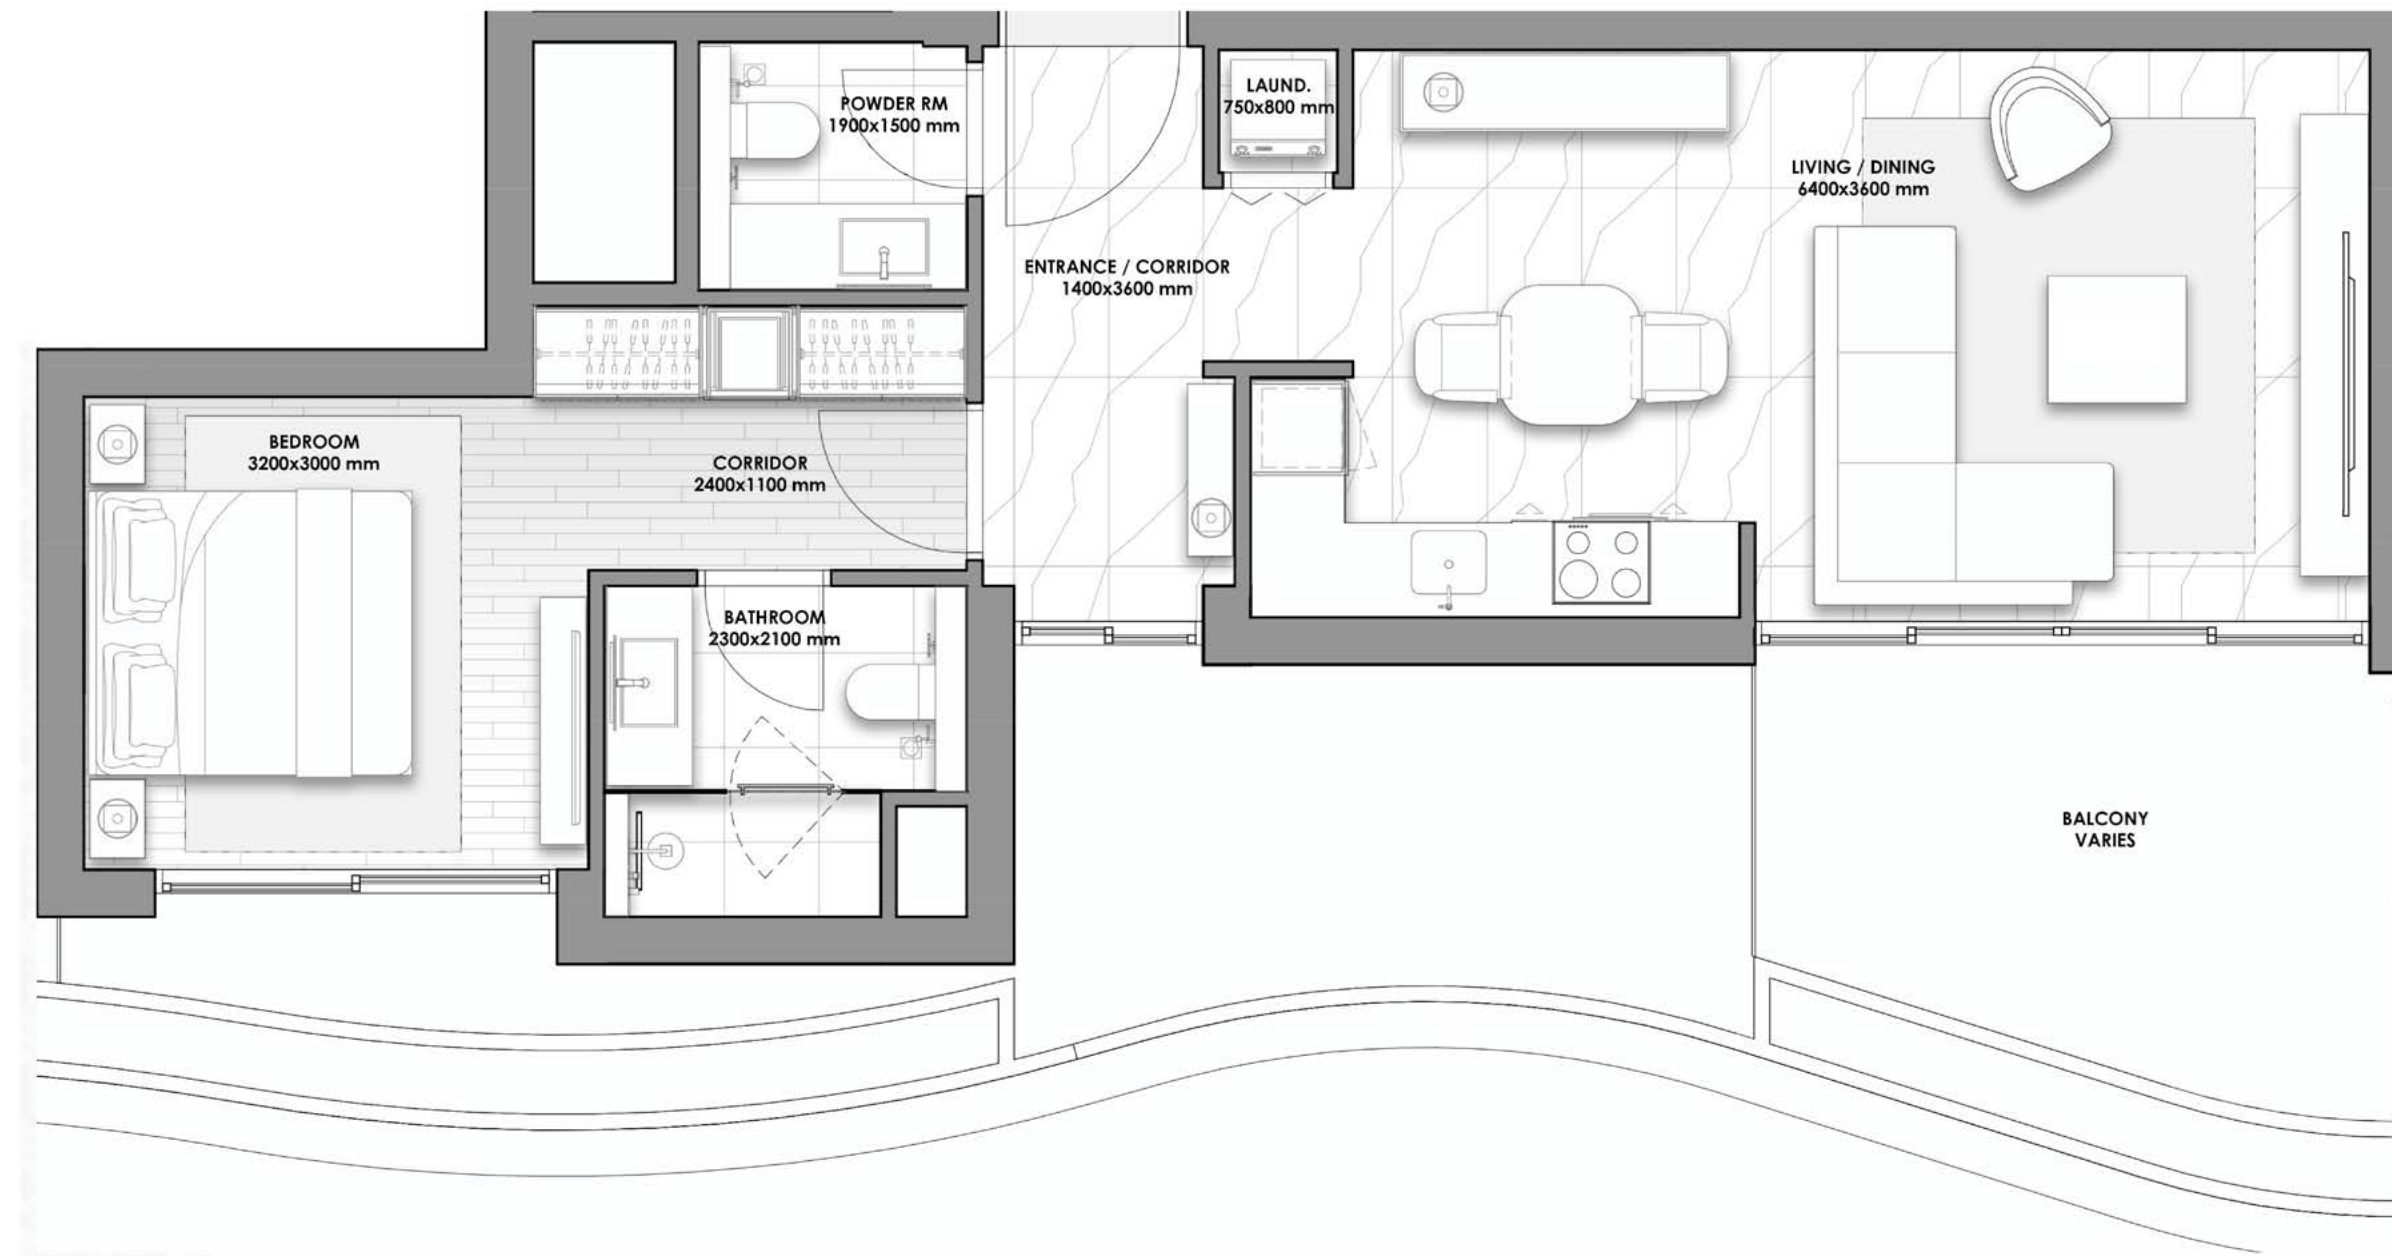 POWDER RM
1900x1500 mm
LAUND.
750x800 mm
LIVING / DINING
6400x3600 mm
ENTRANCE / CORRIDOR
1400x3600 mm
BEDROOM
3200x3000 mm
CORRIDOR
2400x1100 mm
BATHROOM
2300x2100 mm
BALCONY
VARIES